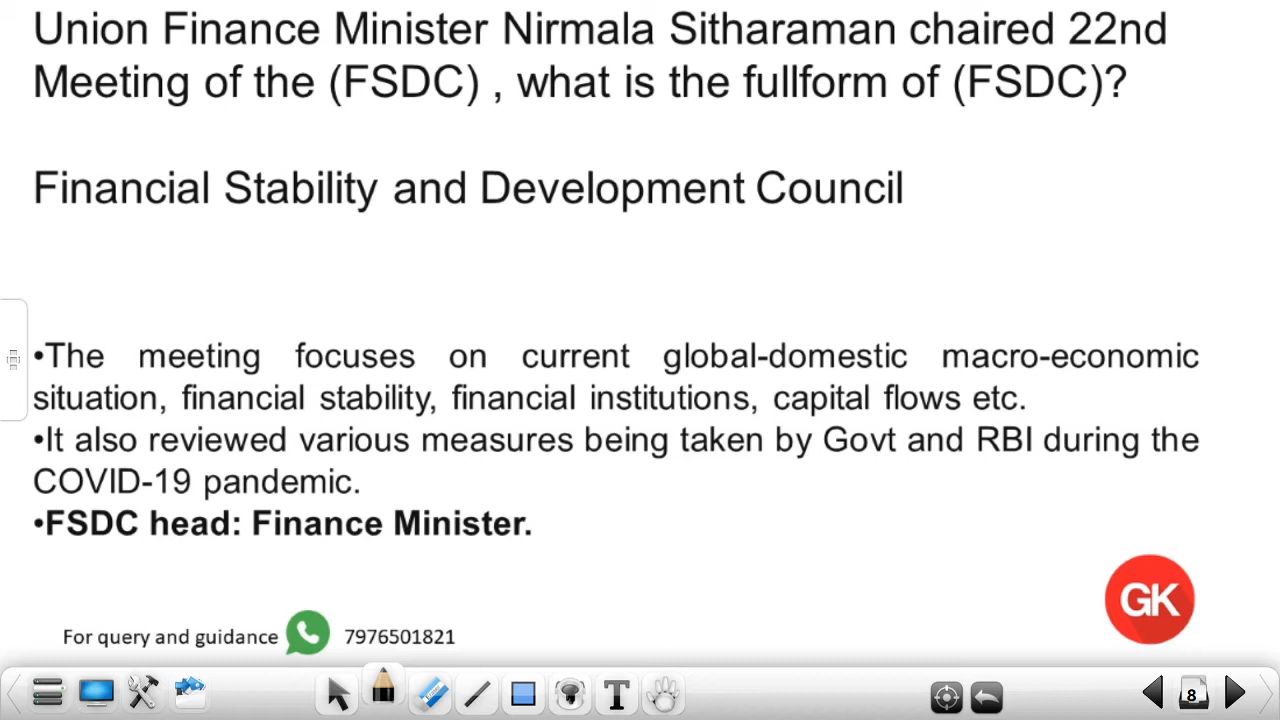 Union Finance Minister Nirmala Sitharaman chaired 22nd
Meeting of the (FSDC) , what is the fullform of (FSDC)?
Financial Stability and Development Council
•The meeting focuses on current global-domestic macro-economic
situation, financial stability, financial institutions, capital flows etc.
•It also reviewed various measures being taken by Govt and RBI during the
COVID-19 pandemic.
•FSDC head: Finance Minister.
GK
For query and guidance 7976501821
T
8